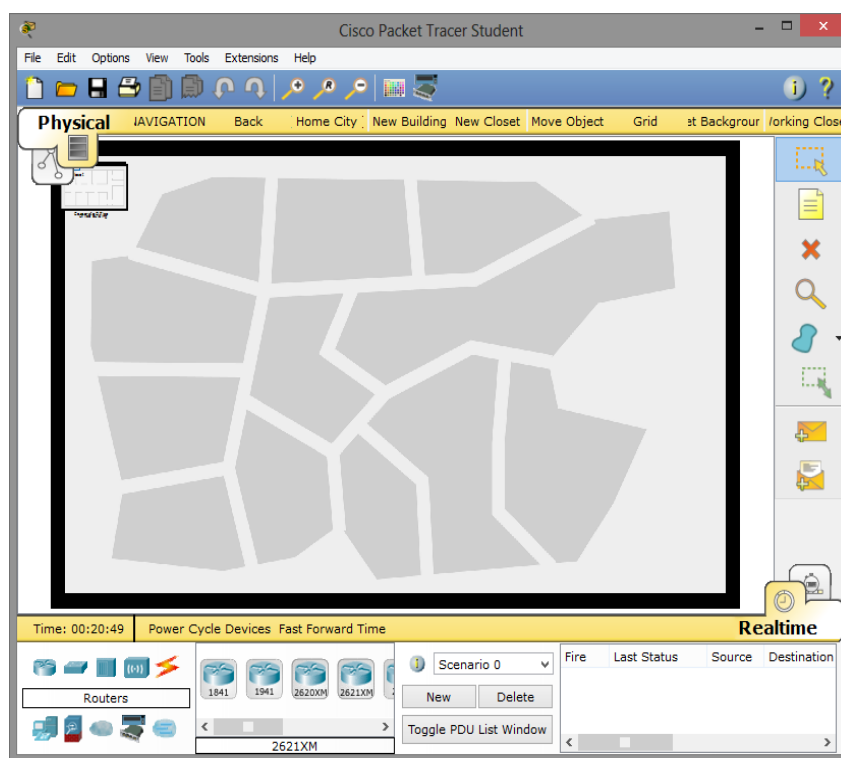 Cisco Packet Tracer Student
File Edit Options View Tools Extensions Help
Physical IAVIGATION Back Home City New Building New Closet Move Object Grid et Backgrour /orking Close
Time: 00:20:49 Power Cycle Devices Fast Forward Time Realtime
Routers
1841 1941 2620XM 2621XM
2621XM
Scenario 0
New Delete
Toggle PDU List Window
Fire Last Status Source Destination